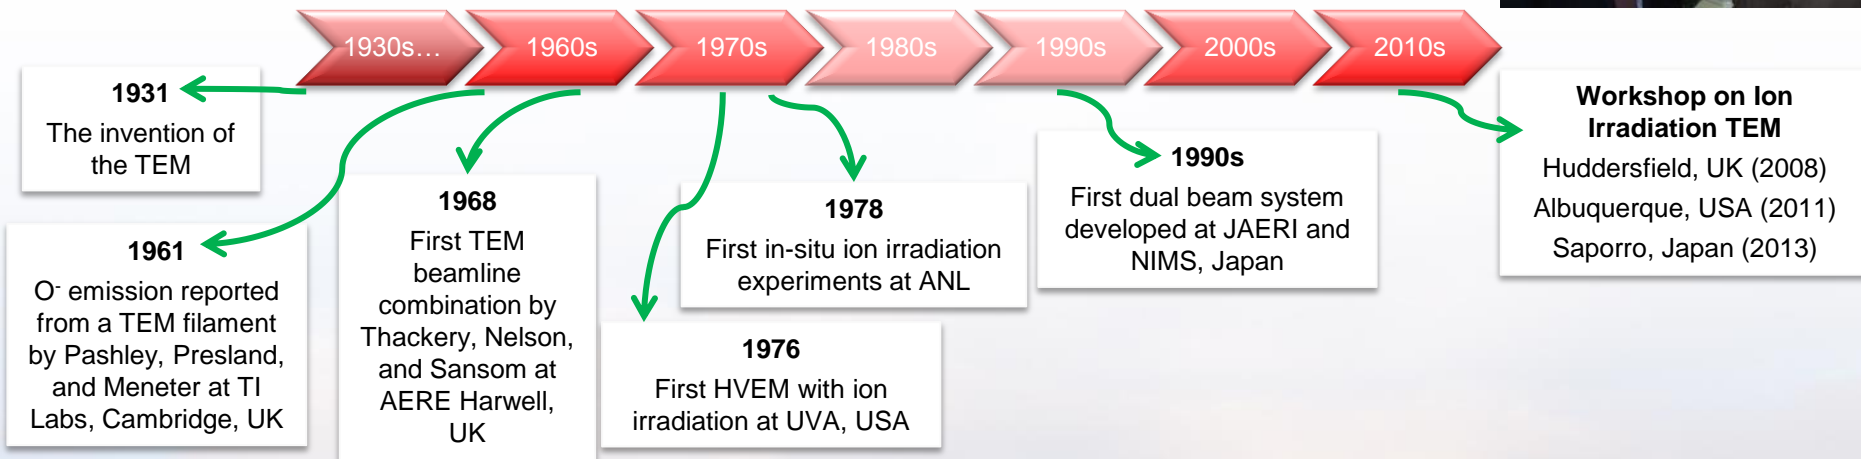 1930s...
1960s
1970s
1980s
1990s
2000s
2010s
1931
The invention of
the TEM
1961
O- emission reported
from a TEM filament
by Pashley, Presland,
and Meneter at TI
Labs, Cambridge, UK
1968
First TEM
beamline
combination by
Thackery, Nelson,
and Sansom at
AERE Harwell,
UK
1976
First HVEM with ion
irradiation at UVA, USA
1978
First in-situ ion irradiation
experiments at ANL
1990s
First dual beam system
developed at JAERI and
NIMS, Japan
Workshop on Ion
Irradiation TEM
Huddersfield, UK (2008)
Albuquerque, USA (2011)
Saporro, Japan (2013)